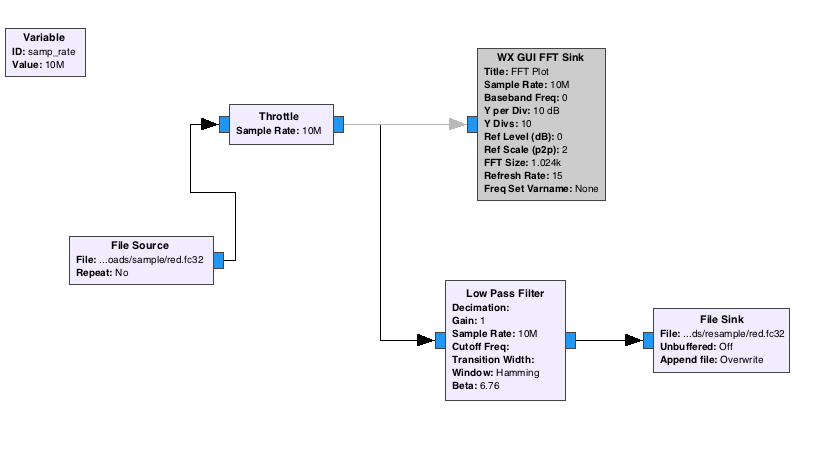 Variable
ID: samp_rate
Value: 10M
Throttle
Sample Rate: 10M
WX GUI FFT Sink
Title: FFT Plot
Sample Rate: 10M
Baseband Freq: 0
Y per Div: 10 dB
Y Divs: 10
Ref Level (dB): 0
Ref Scale (p2p): 2
FFT Size: 1.024k
Refresh Rate: 15
Freq Set Varname: None
File Source
File: ...oads/sample/red.fc32
Repeat: No
Low Pass Filter
Decimation:
Gain: 1
Sample Rate: 10M
Cutoff Freq:
Transition Width:
Window: Hamming
Beta: 6.76
File Sink
File: ...ds/resample/red.fc32
Unbuffered: Off
Append file: Overwrite